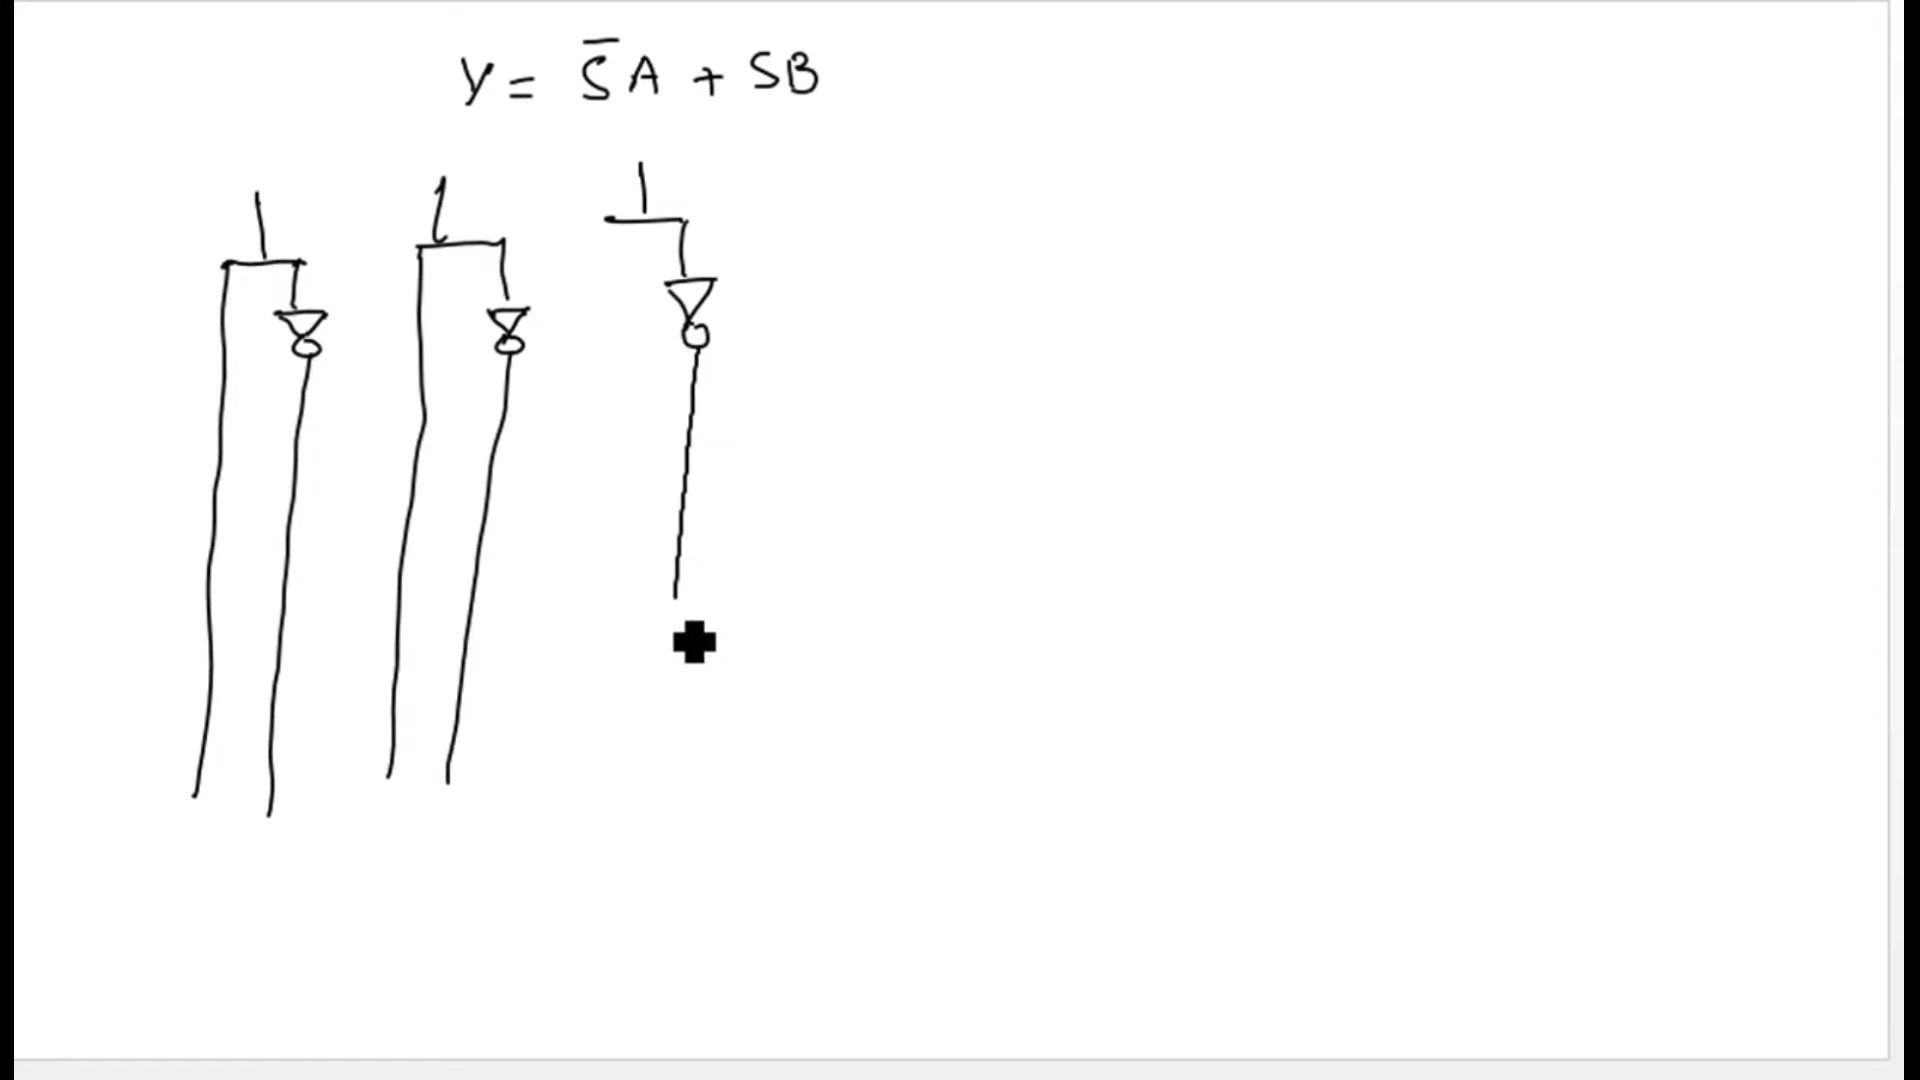 Y = S̅A + SB